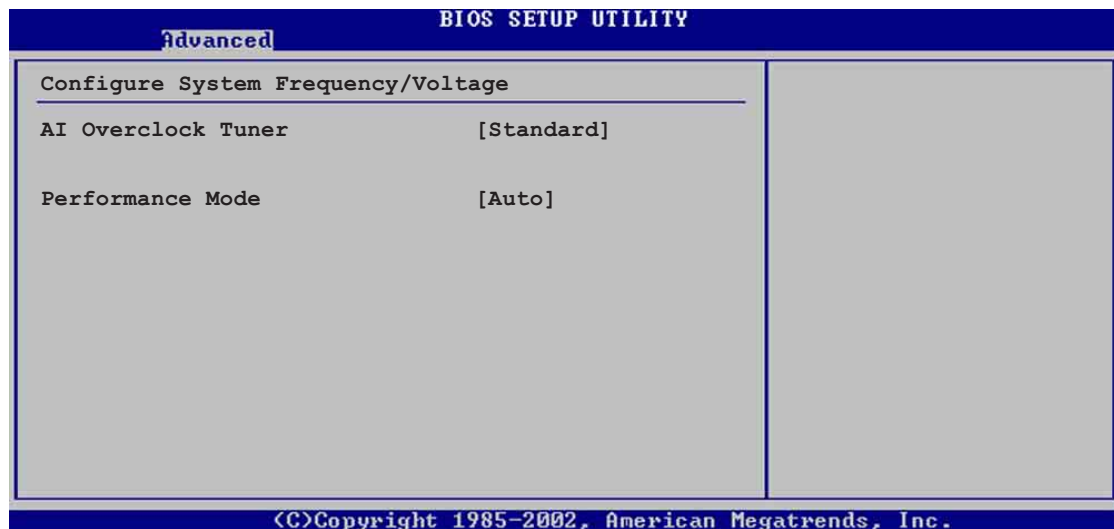 BIOS SETUP UTILITY
Advanced
Configure System Frequency/Voltage
AI Overclock Tuner [Standard]
Performance Mode [Auto]
(C)Copyright 1985-2002, American Megatrends, Inc.